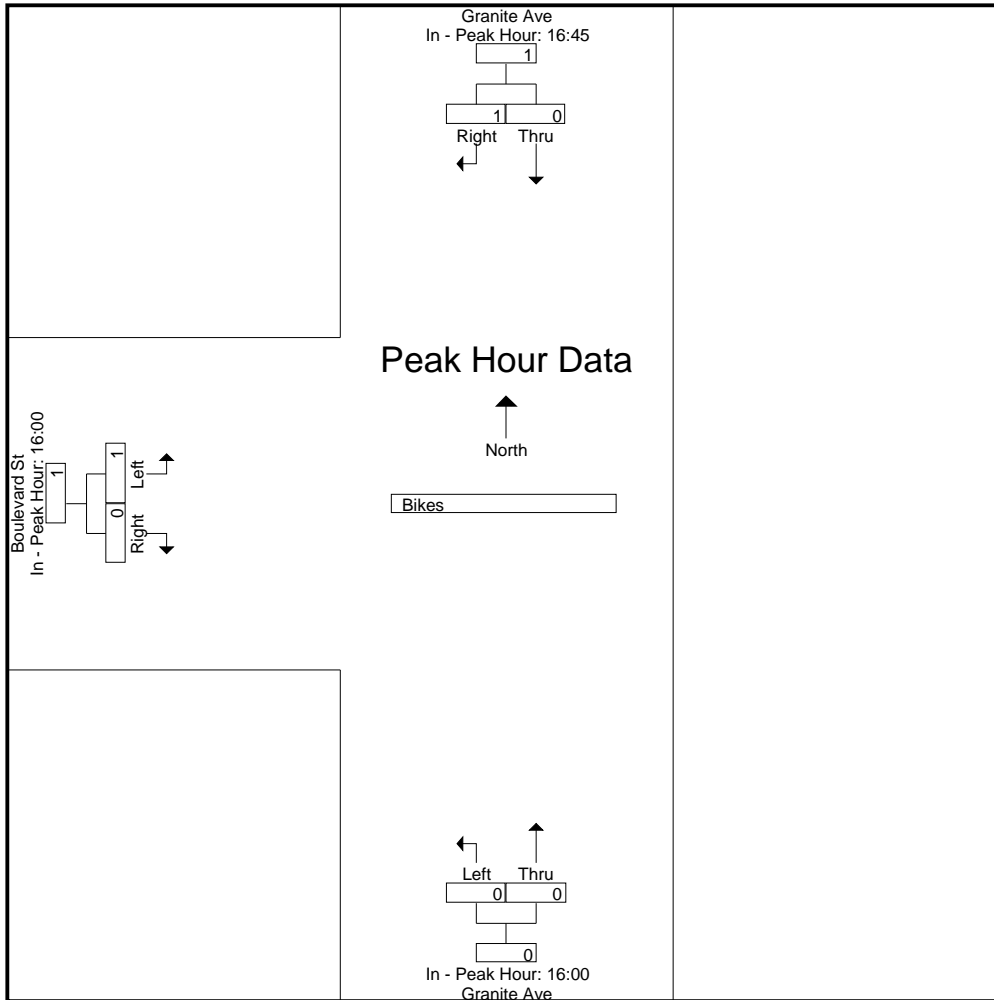 Granite Ave
In - Peak Hour: 16:45
1
1 0
Right Thru
Peak Hour Data
North
Bikes
Boulevard St
In - Peak Hour: 16:00
1
1 0
Left Right
Left Thru
0 0
0
In - Peak Hour: 16:00
Granite Ave